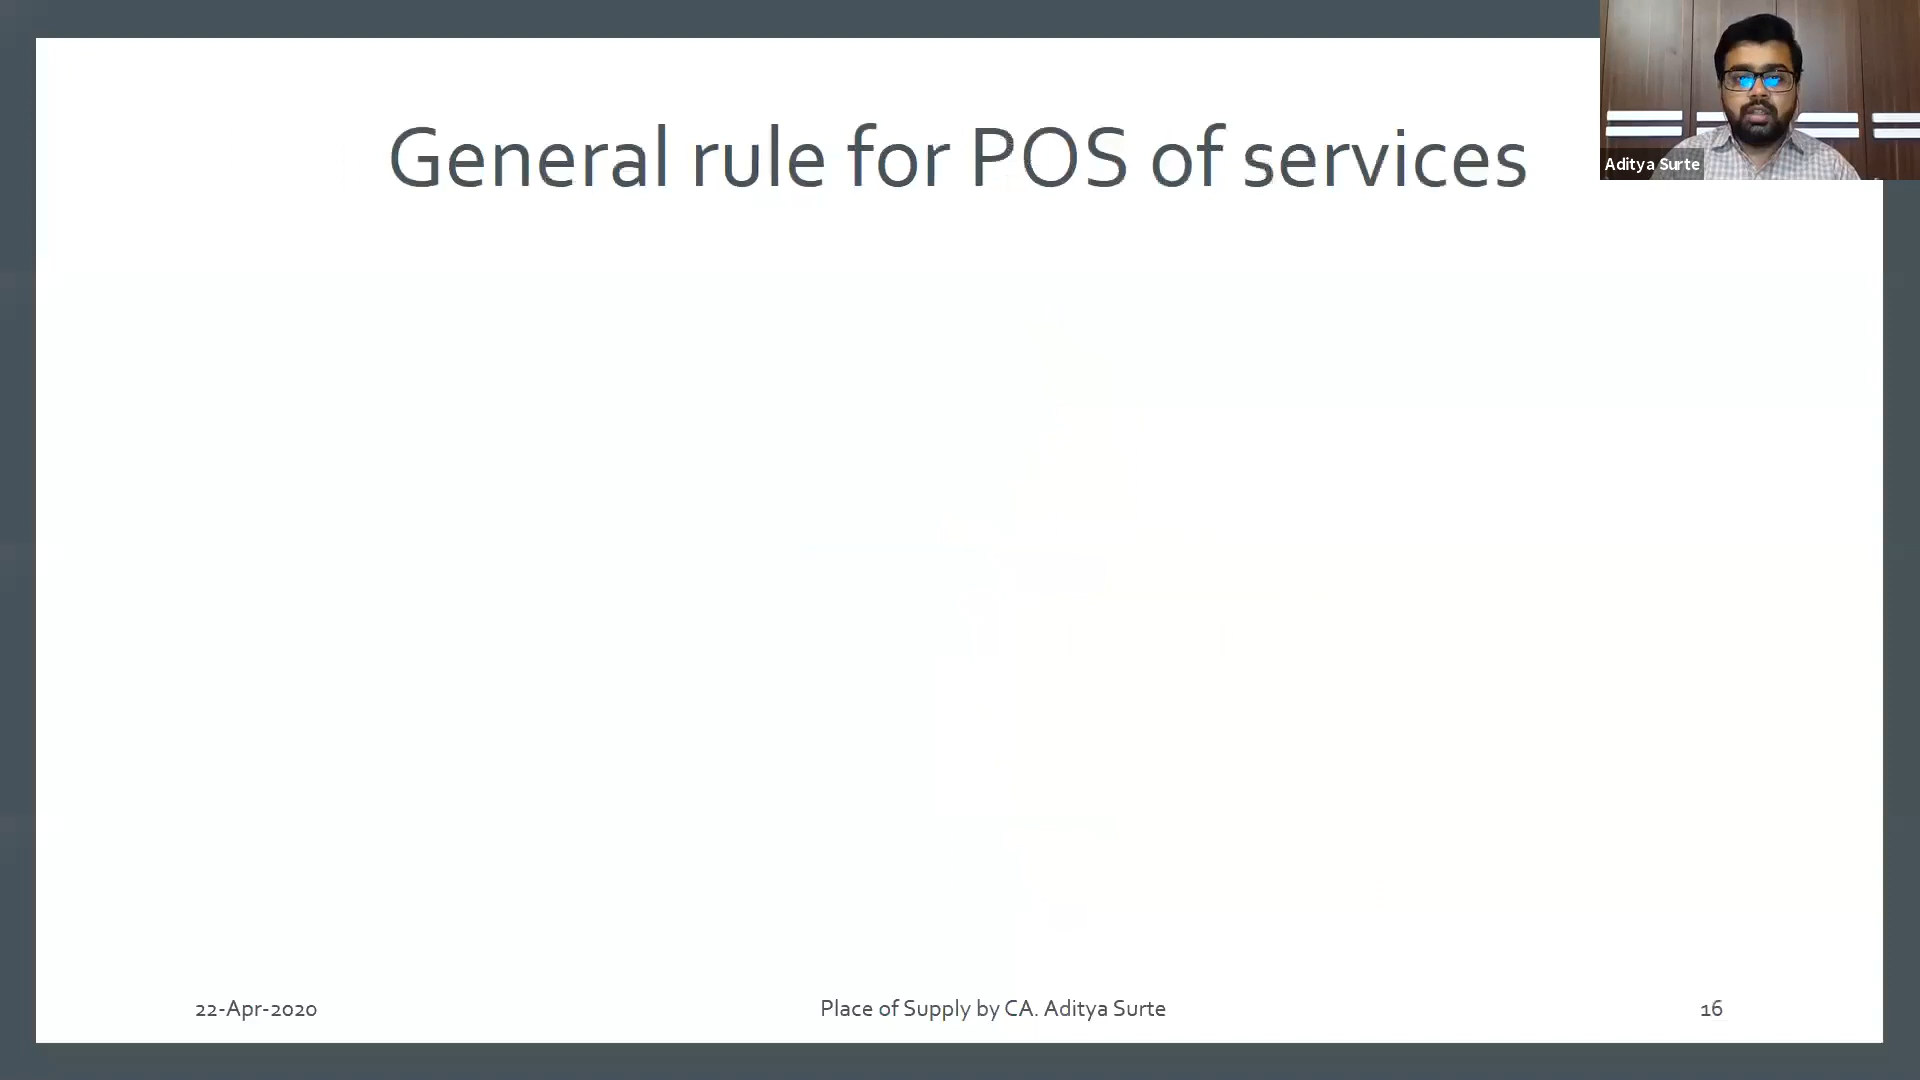 General rule for POS of services
Aditya Surte
22-Apr-2020
Place of Supply by CA. Aditya Surte
16